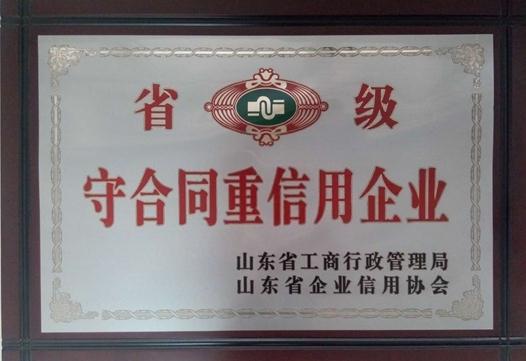 省 级
守合同重信用企业
山东省工商行政管理局
山东省企业信用协会